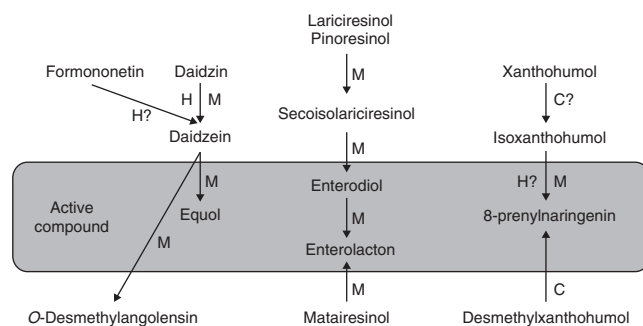 Lariciresinol
Pinoresinol
Formononetin
Daidzin
Xanthohumol
M
H
M
C?
H?
Secoisolariciresinol
Daidzein
Isoxanthohumol
M
M
H?
M
Enterodiol
Active
compound
Equol
8-prenylnaringenin
M
M
Enterolacton
M
C
O-Desmethylangolensin
Matairesinol
Desmethylxanthohumol